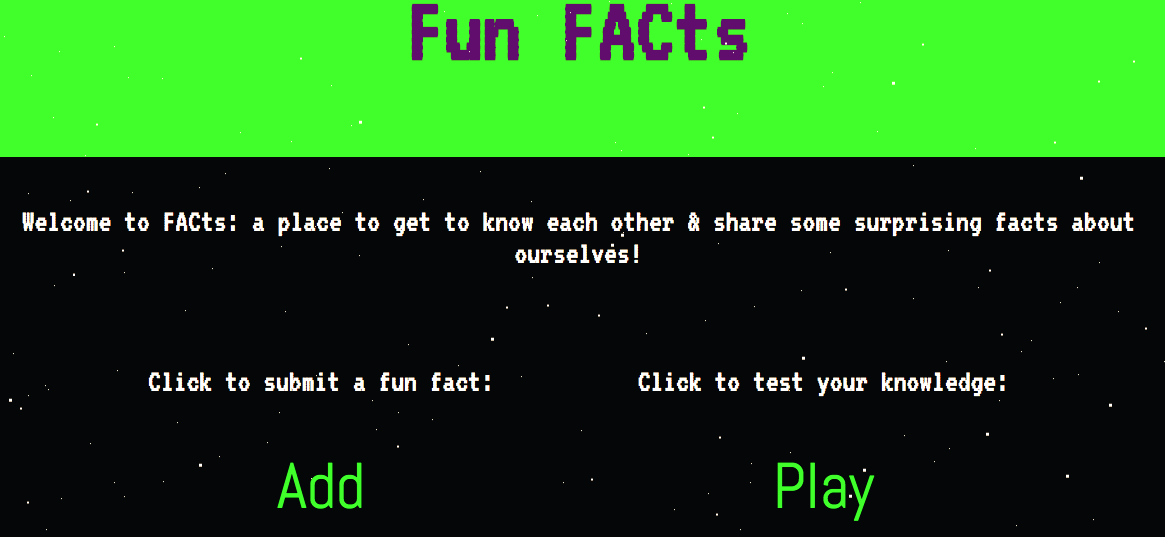 Fun FACts
Welcome to FACts: a place to get to know each other & share some surprising facts about
ourselves!
Click to submit a fun fact:
Click to test your knowledge:
Add
Play